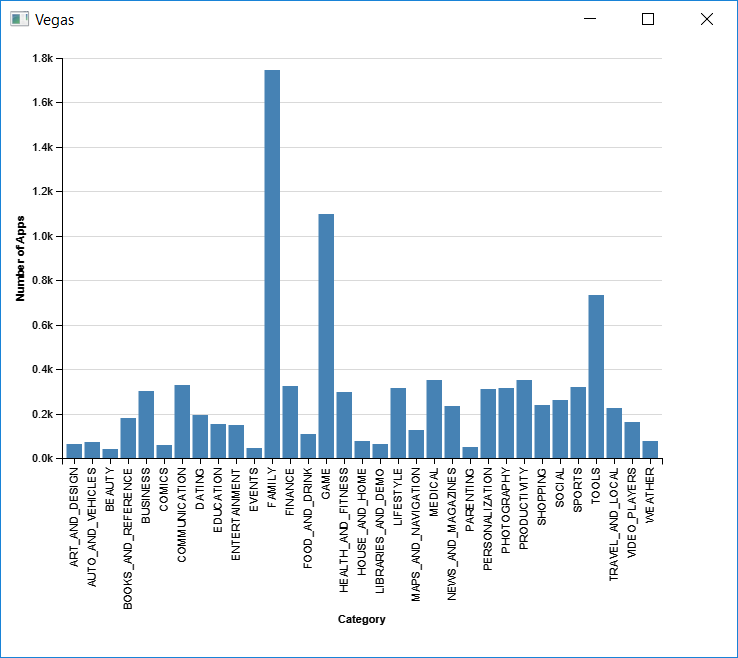 Vegas
1.8k
1.6k
1.4k
1.2k
1.0k
0.8k
0.6k
0.4k
0.2k
0.0k
Number of Apps
ART_AND_DESIGN
AUTO_AND_VEHICLES
BEAUTY
BOOKS_AND_REFERENCE
BUSINESS
COMICS
COMMUNICATION
DATING
EDUCATION
ENTERTAINMENT
EVENTS
FAMILY
FINANCE
FOOD_AND_DRINK
GAME
HEALTH_AND_FITNESS
HOUSE_AND_HOME
LIBRARIES_AND_DEMO
LIFESTYLE
MAPS_AND_NAVIGATION
MEDICAL
NEWS_AND_MAGAZINES
PARENTING
PERSONALIZATION
PHOTOGRAPHY
PRODUCTIVITY
SHOPPING
SOCIAL
SPORTS
TOOLS
TRAVEL_AND_LOCAL
VIDEO_PLAYERS
WEATHER
Category